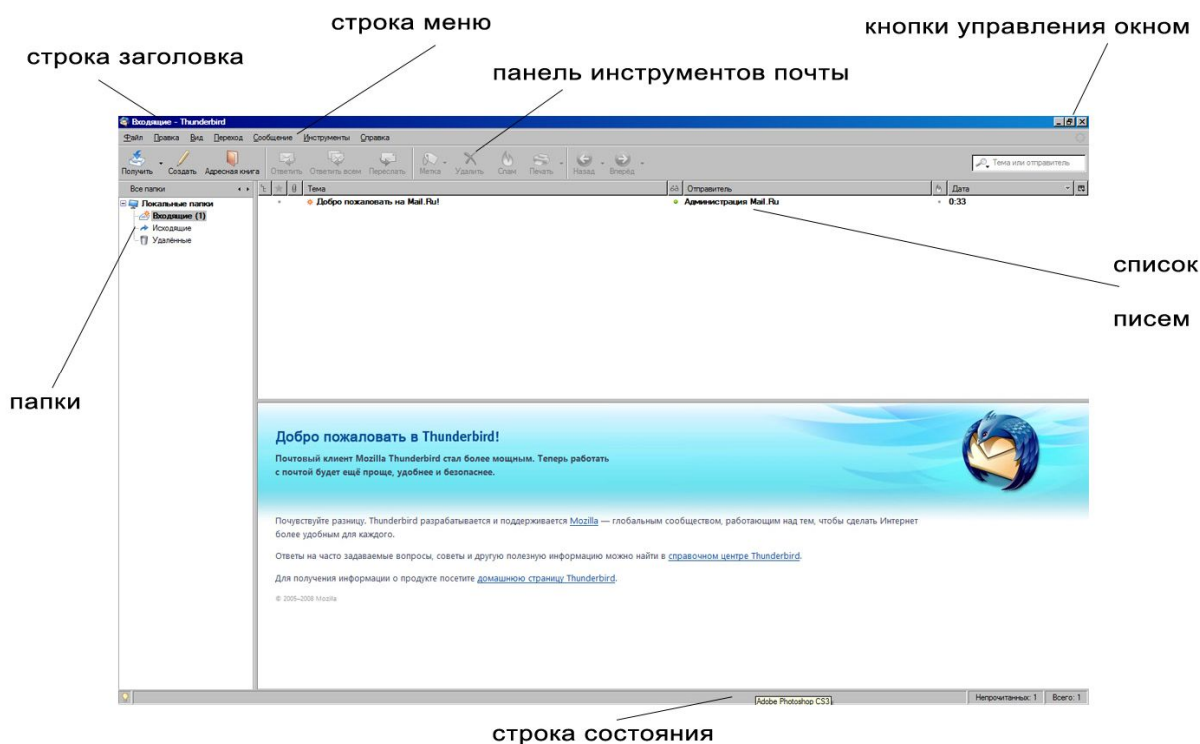 строка меню
кнопки управления окном
строка заголовка
панель инструментов почты
Входящие - Thunderbird
Файл Правка Вид Переход Сообщение Инструменты Справка
Получить Создать Адресная книга Ответить Ответить всем Переслать Метка Удалить Спам Печать Назад Вперёд
Тема или отправитель
Все папки Тема Отправитель Дата
Локальные папки Добро пожаловать на Mail.Ru! Администрация Mail.Ru 0:33
Входящие (1)
Исходящие
Удалённые
список
писем
папки
Добро пожаловать в Thunderbird!
Почтовый клиент Mozilla Thunderbird стал более мощным. Теперь работать
с почтой будет ещё проще, удобнее и безопаснее.
Почувствуйте разницу. Thunderbird разрабатывается и поддерживается Mozilla — глобальным сообществом, работающим над тем, чтобы сделать Интернет
более удобным для каждого.
Ответы на часто задаваемые вопросы, советы и другую полезную информацию можно найти в справочном центре Thunderbird.
Для получения информации о продукте посетите домашнюю страницу Thunderbird.
© 2005–2008 Mozilla
Adobe Photoshop CS3
Непрочитанных: 1 Всего: 1
строка состояния